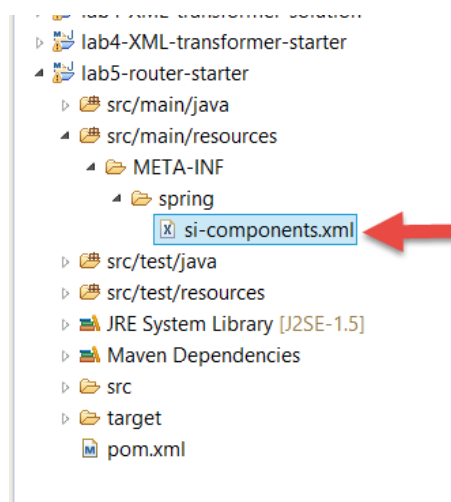 lab4-XML-transformer-starter
lab5-router-starter
src/main/java
src/main/resources
META-INF
spring
si-components.xml
src/test/java
src/test/resources
JRE System Library [J2SE-1.5]
Maven Dependencies
src
target
pom.xml